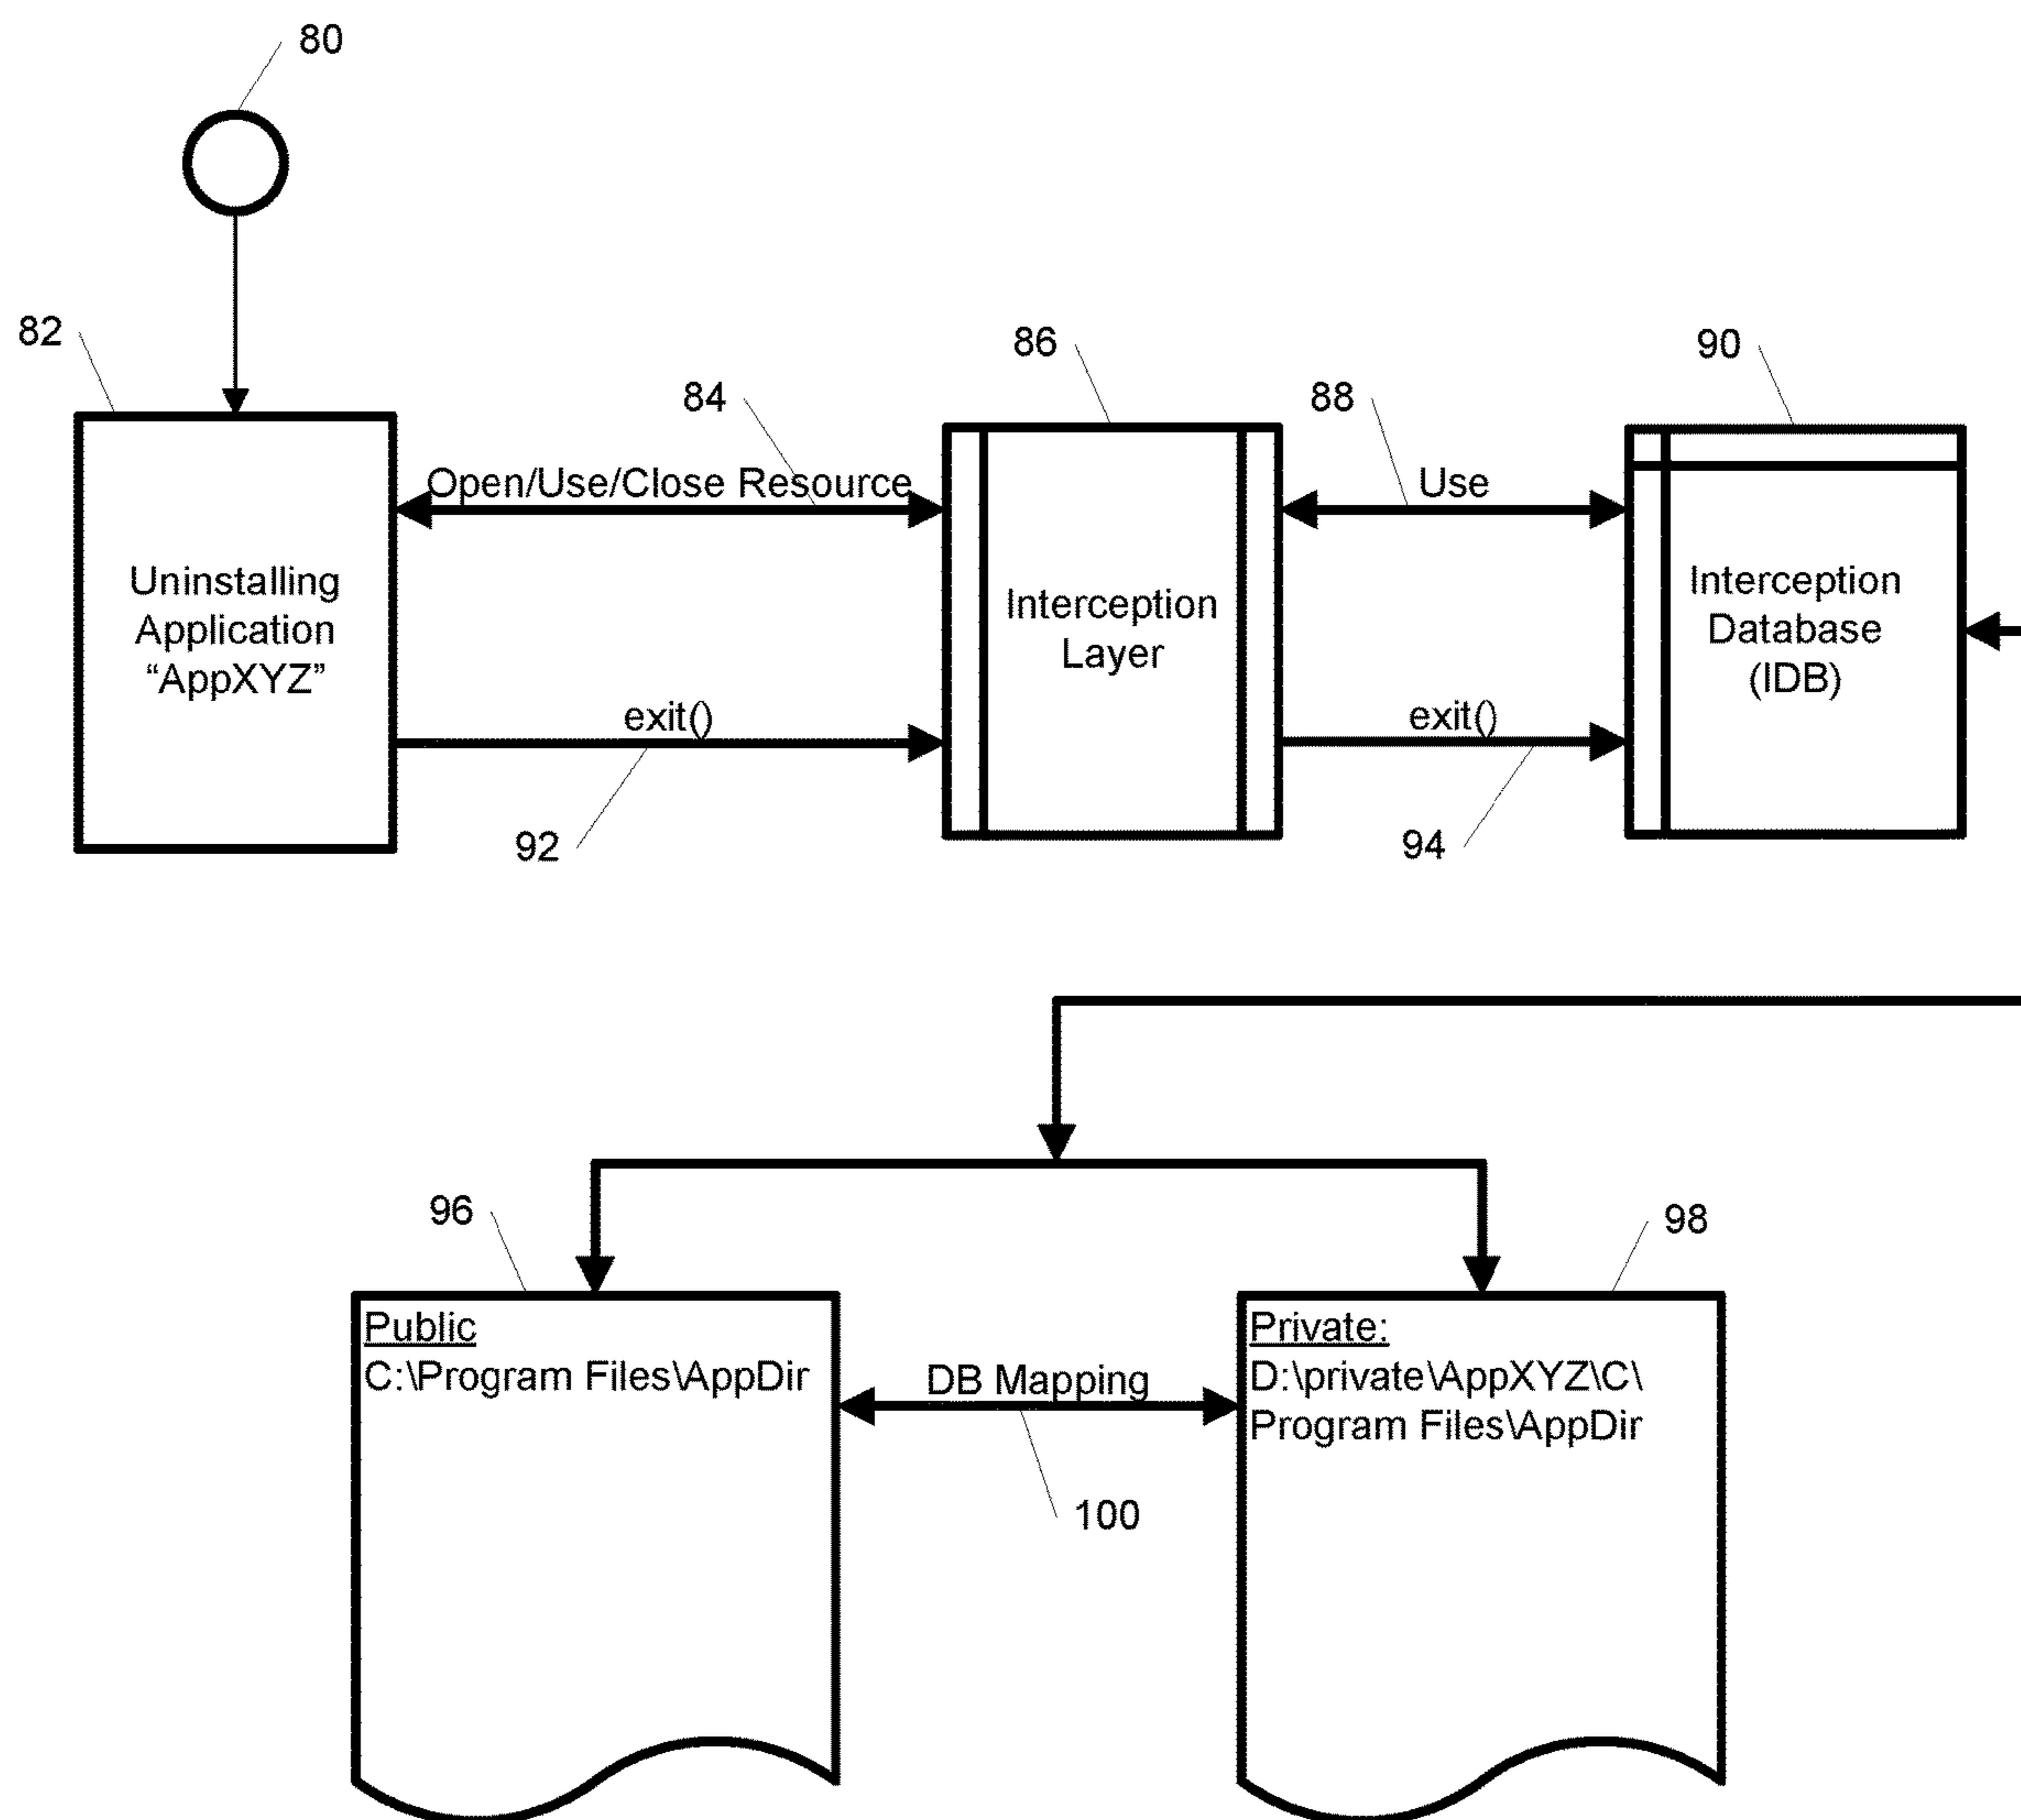 80
82
86
90
84
88
Open/Use/Close Resource
Use
Uninstalling
Application
“AppXYZ”
Interception
Layer
Interception
Database
(IDB)
exit()
exit()
92
94
96
98
Public
C:\Program Files\AppDir
DB Mapping
Private:
D:\private\AppXYZ\C\
Program Files\AppDir
100